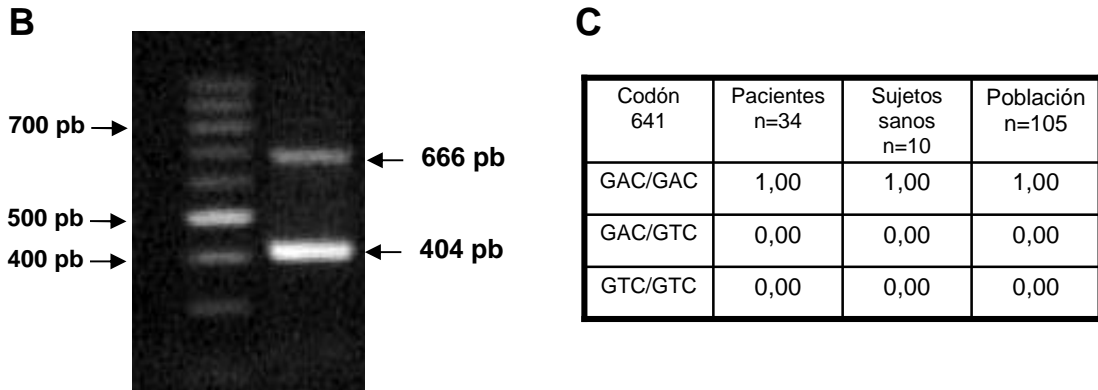 B
700 pb
500 pb
400 pb
666 pb
404 pb
C
Codón
641
Pacientes
n=34
Sujetos
sanos
n=10
Población
n=105
GAC/GAC 1,00 1,00 1,00
GAC/GTC 0,00 0,00 0,00
GTC/GTC 0,00 0,00 0,00